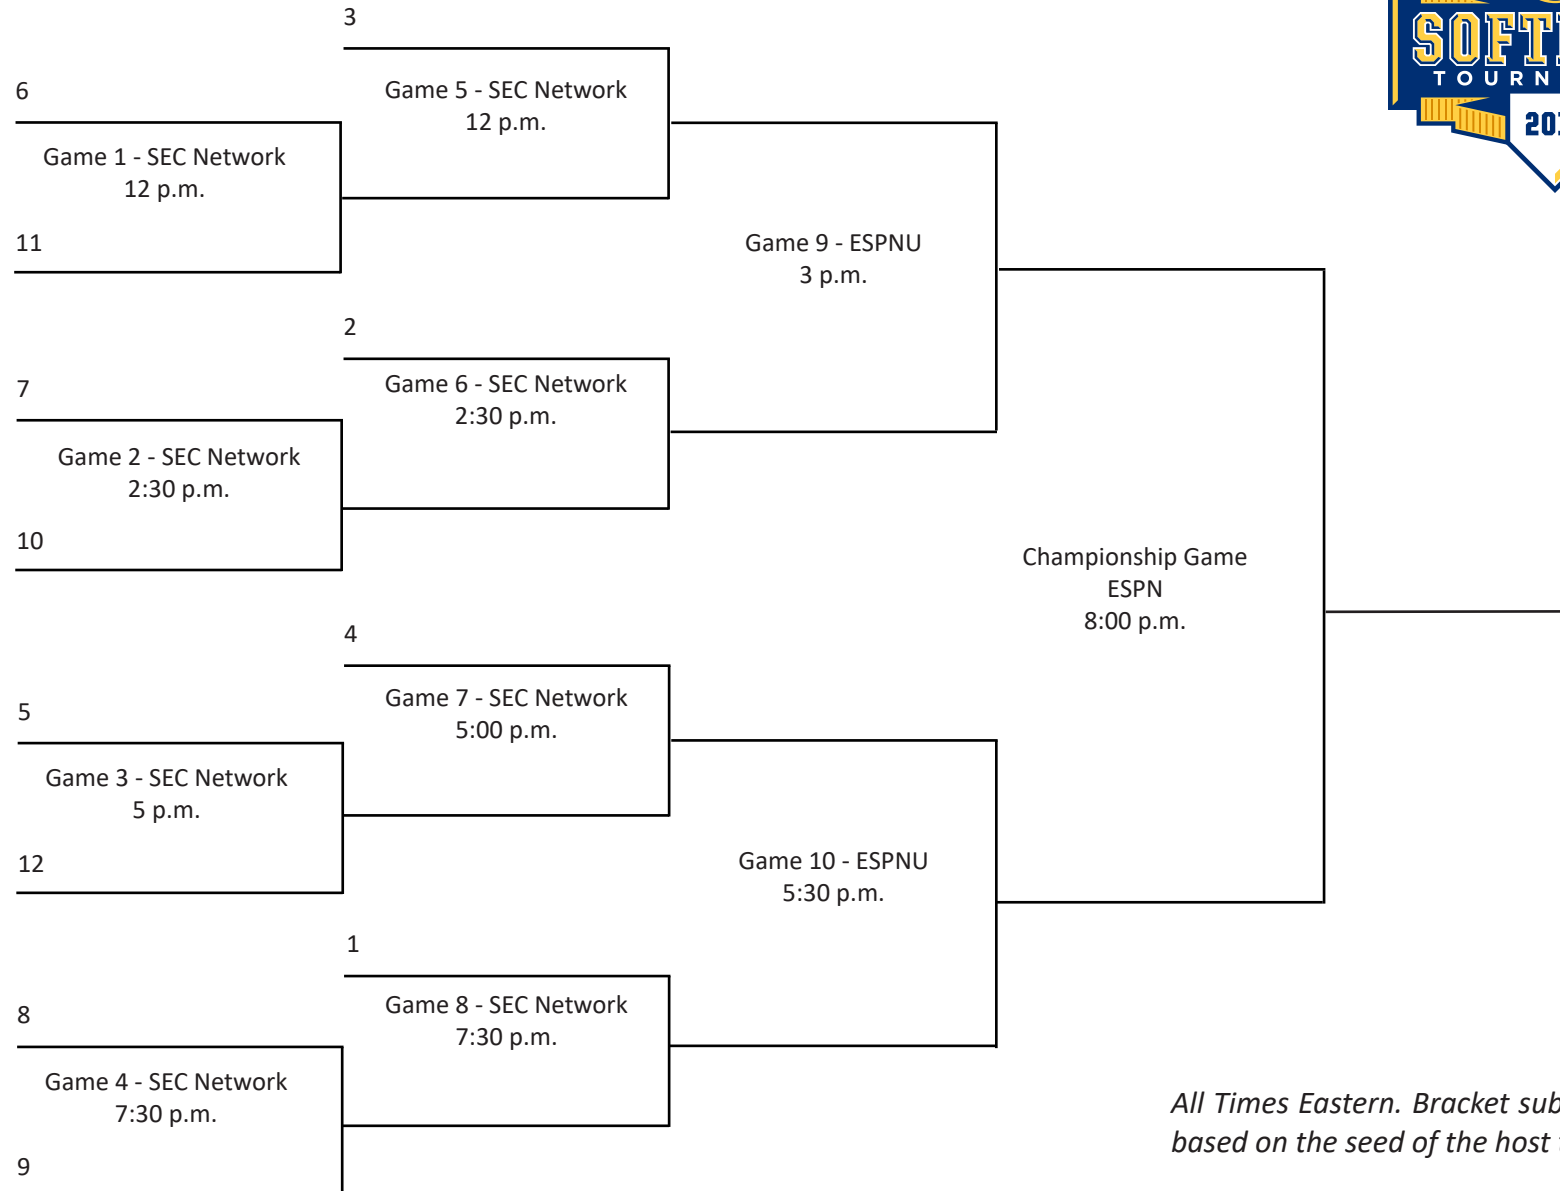 3
6
Game 5 - SEC Network
12 p.m.
Game 1 - SEC Network
12 p.m.
11
Game 9 - ESPNU
3 p.m.
2
7
Game 6 - SEC Network
2:30 p.m.
Game 2 - SEC Network
2:30 p.m.
10
Championship Game
ESPN
8:00 p.m.
4
5
Game 7 - SEC Network
5:00 p.m.
Game 3 - SEC Network
5 p.m.
12
Game 10 - ESPNU
5:30 p.m.
1
8
Game 8 - SEC Network
7:30 p.m.
Game 4 - SEC Network
7:30 p.m.
9
All Times Eastern. Bracket
based on the seed of the host